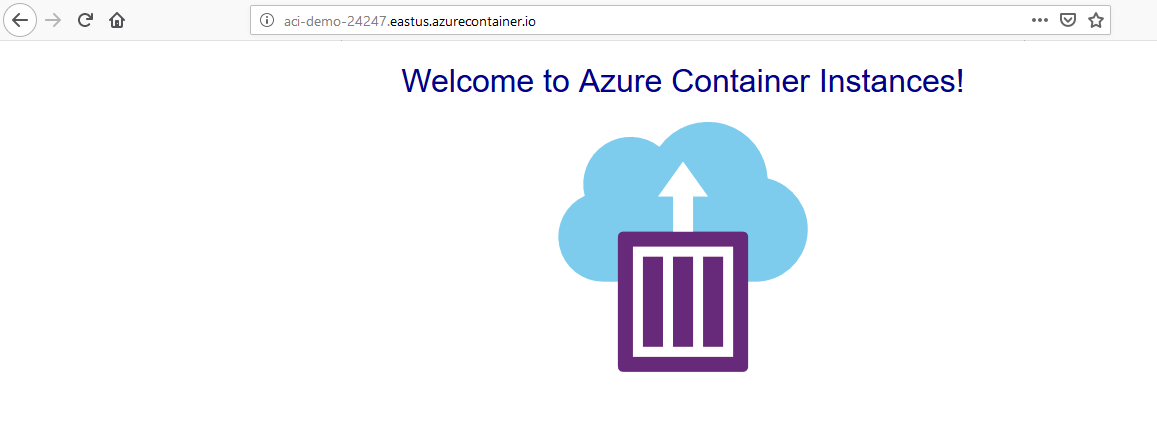 aci-demo-24247.eastus.azurecontainer.io
Welcome to Azure Container Instances!